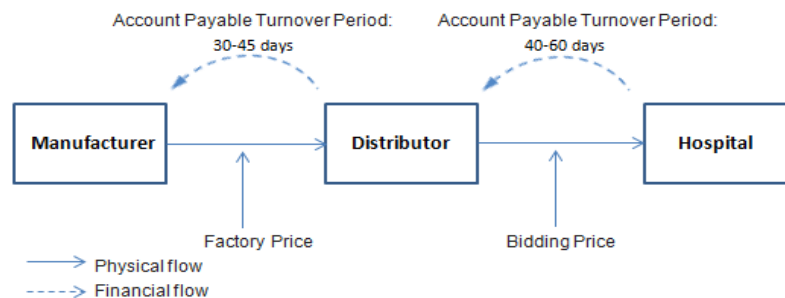 Account Payable Turnover Period:
30-45 days
Account Payable Turnover Period:
40-60 days
Manufacturer
Distributor
Hospital
Factory Price
Bidding Price
Physical flow
Financial flow